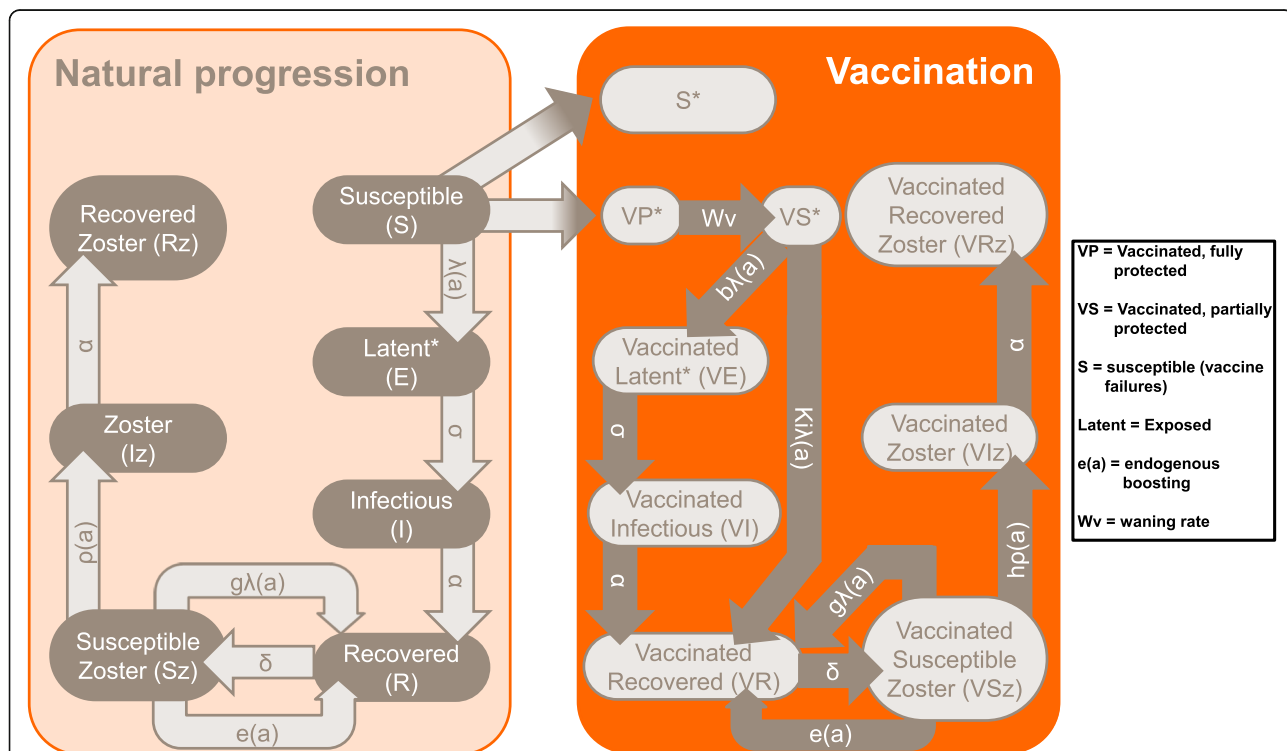 Natural progression
Susceptible
(S)
Recovered
Zoster (Rz)
λ(a)
α
Latent*
(E)
Zoster
(Iz)
σ
Infectious
(I)
ρ(a)
α
gλ(a)
Susceptible
Zoster (Sz)
δ
Recovered
(R)
e(a)
Vaccination
S*
VP*
Wv
VS*
Vaccinated
Recovered
Zoster (VRz)
bλ(a)
Vaccinated
Latent* (VE)
α
σ
Kiλ(a)
Vaccinated
Zoster (VIz)
Vaccinated
Infectious (VI)
hρ(a)
α
gλ(a)
Vaccinated
Recovered (VR)
δ
Vaccinated
Susceptible
Zoster (VSz)
e(a)
VP = Vaccinated, fully
protected
VS = Vaccinated, partially
protected
S = susceptible (vaccine
failures)
Latent = Exposed
e(a) = endogenous
boosting
Wv = waning rate